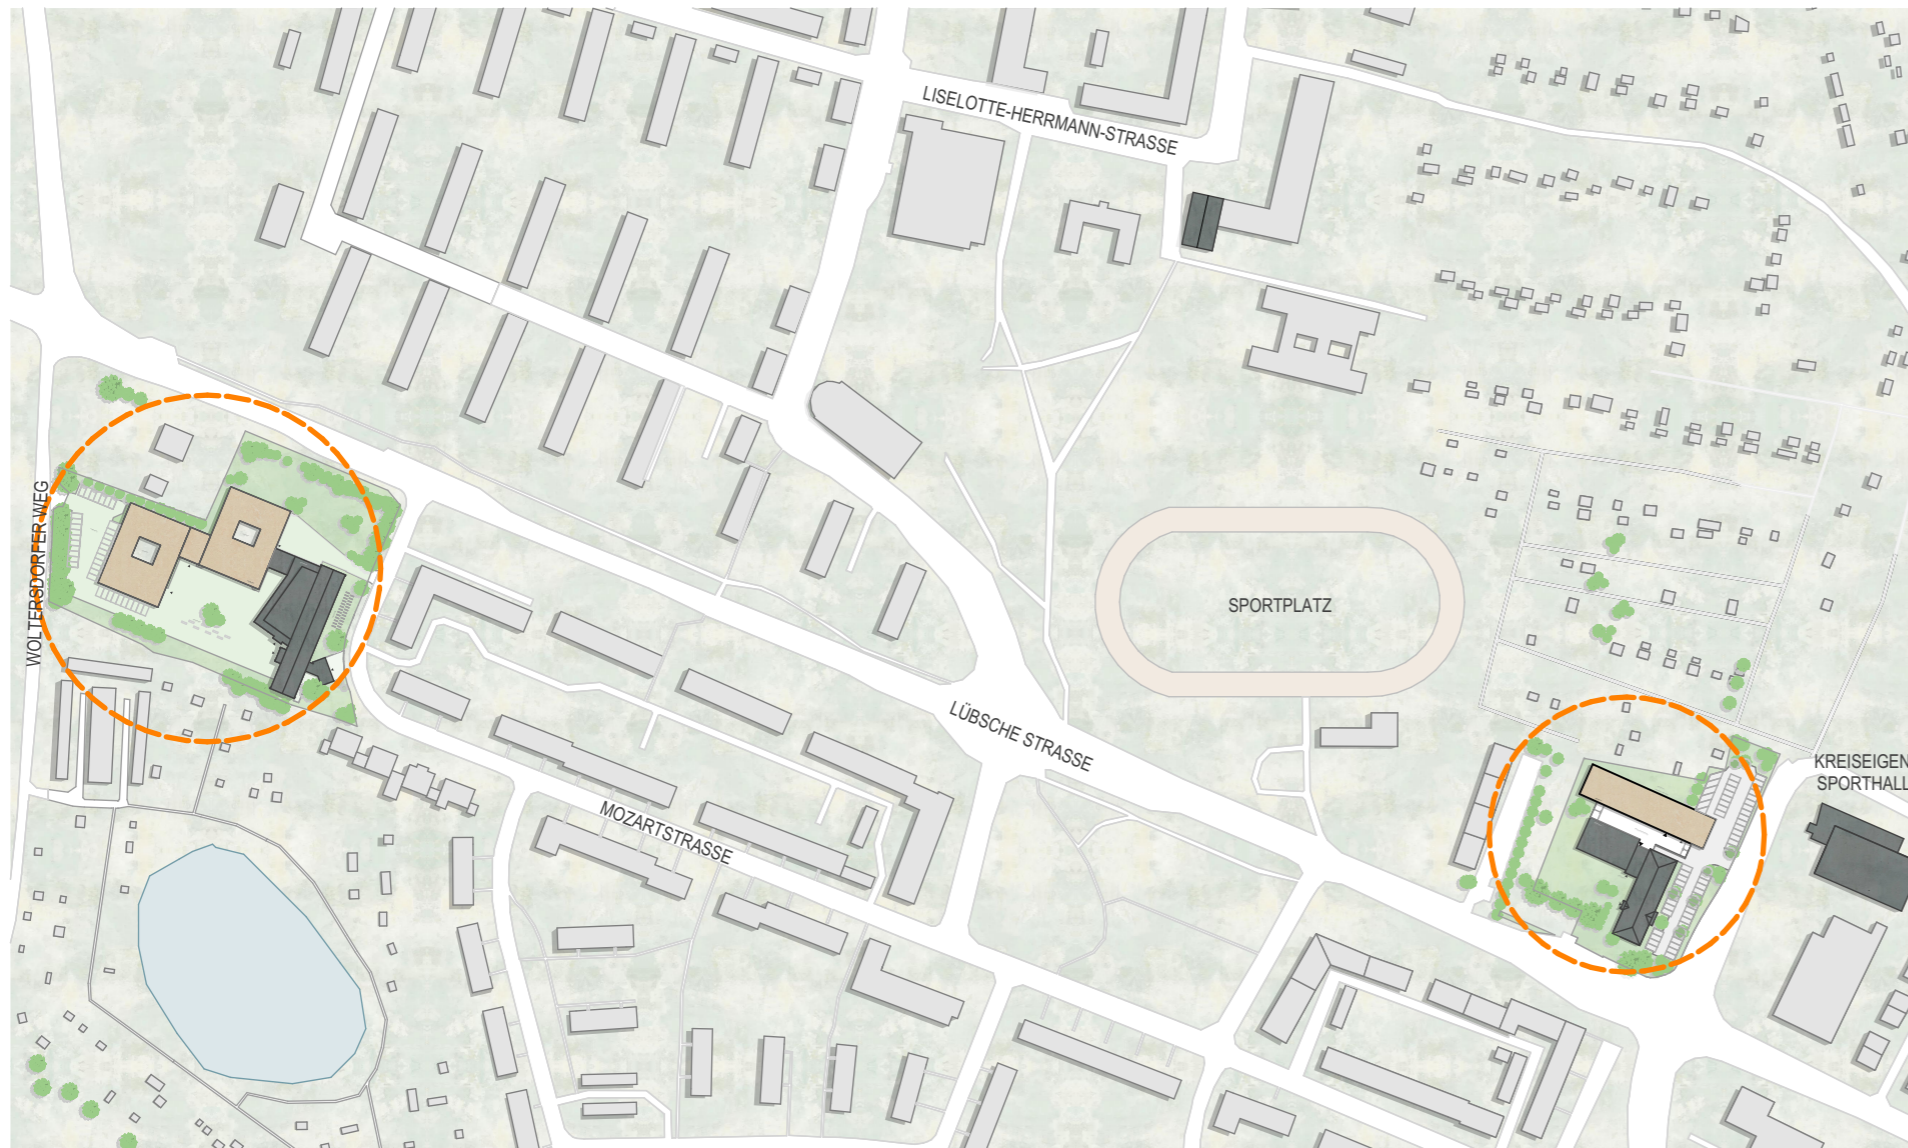 LISELOTTE-HERRMANN-STRASSE
WOLTERSDORFER WEG
SPORTPLATZ
LÜBSCHE STRASSE
KREISEIGEN
SPORTHALL
MOZARTSTRASSE